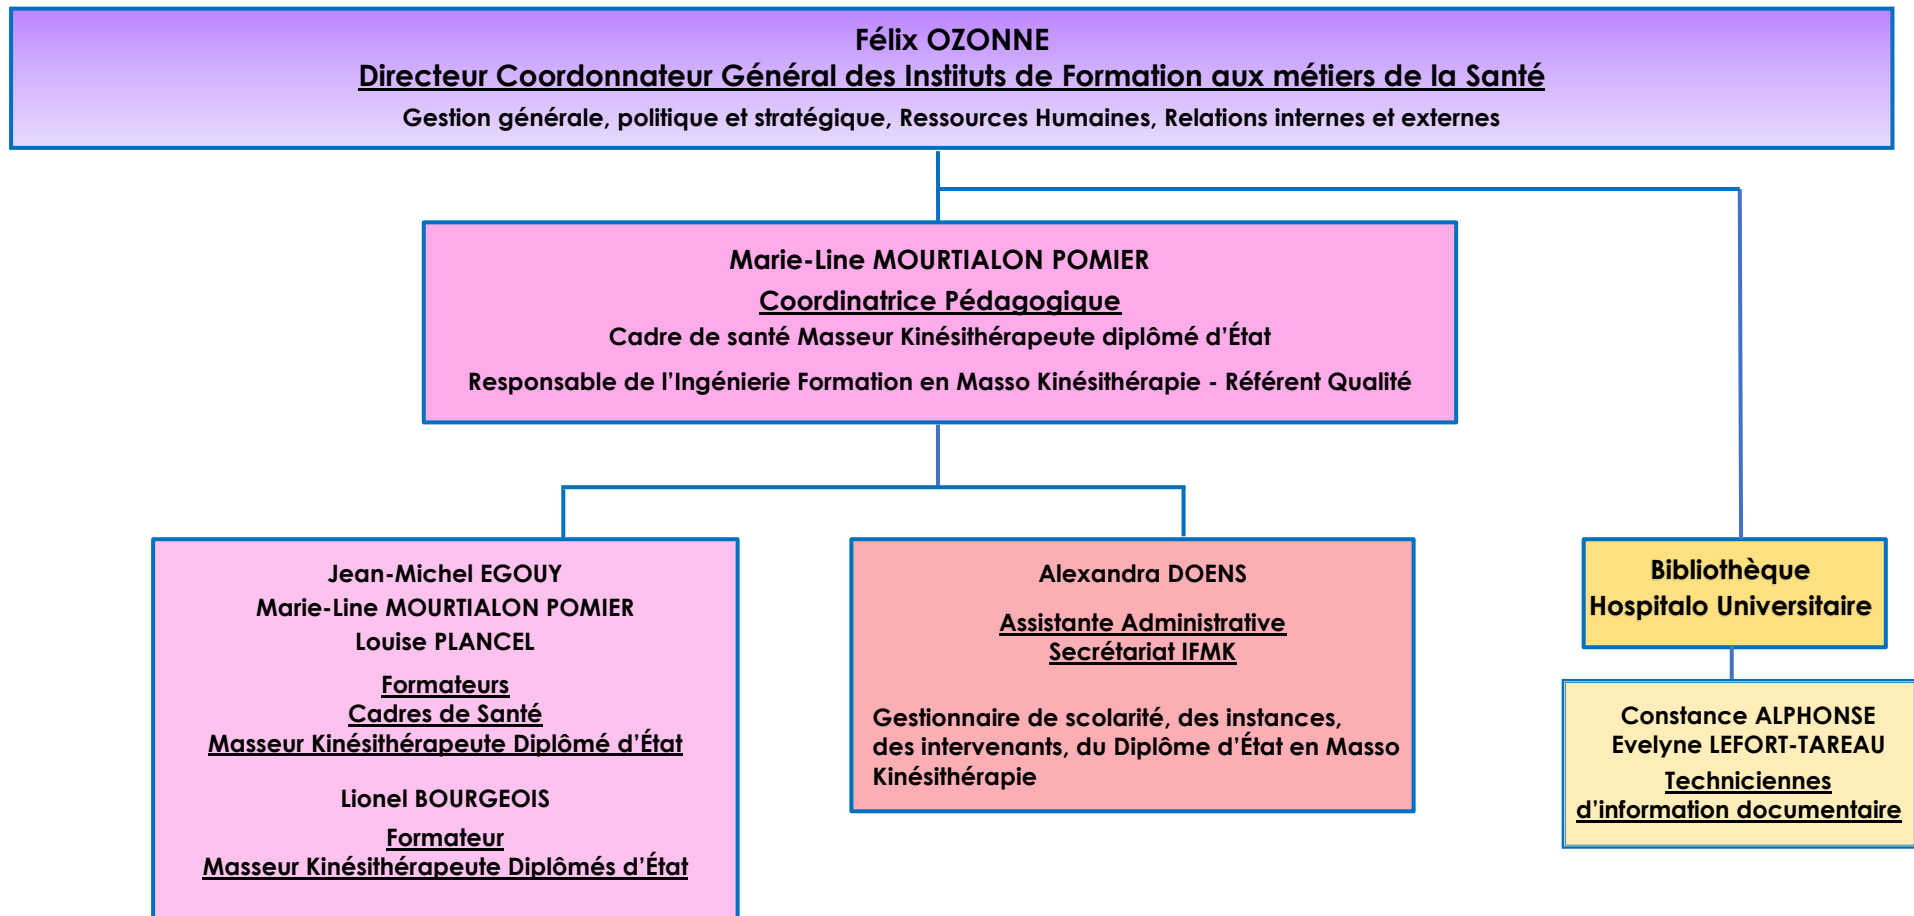 Félix OZONNE
Directeur Coordonnateur Général des Instituts de Formation aux métiers de la Santé
Gestion générale, politique et stratégique, Ressources Humaines, Relations internes et externes
Marie-Line MOURTIALON POMIER
Coordinatrice Pédagogique
Cadre de santé Masseur Kinésithérapeute diplômé d’État
Responsable de l’Ingénierie Formation en Masso Kinésithérapie - Référent Qualité
Jean-Michel EGOUY
Marie-Line MOURTIALON POMIER
Louise PLANCEL
Formateurs
Cadres de Santé
Masseur Kinésithérapeute Diplômé d’État
Lionel BOURGEOIS
Formateur
Masseur Kinésithérapeute Diplômés d’État
Alexandra DOENS
Assistante Administrative
Secrétariat IFMK
Gestionnaire de scolarité, des instances,
des intervenants, du Diplôme d’État en Masso
Kinésithérapie
Bibliothèque
Hospitalo Universitaire
Constance ALPHONSE
Evelyne LEFORT-TAREAU
Techniciennes
d’information documentaire